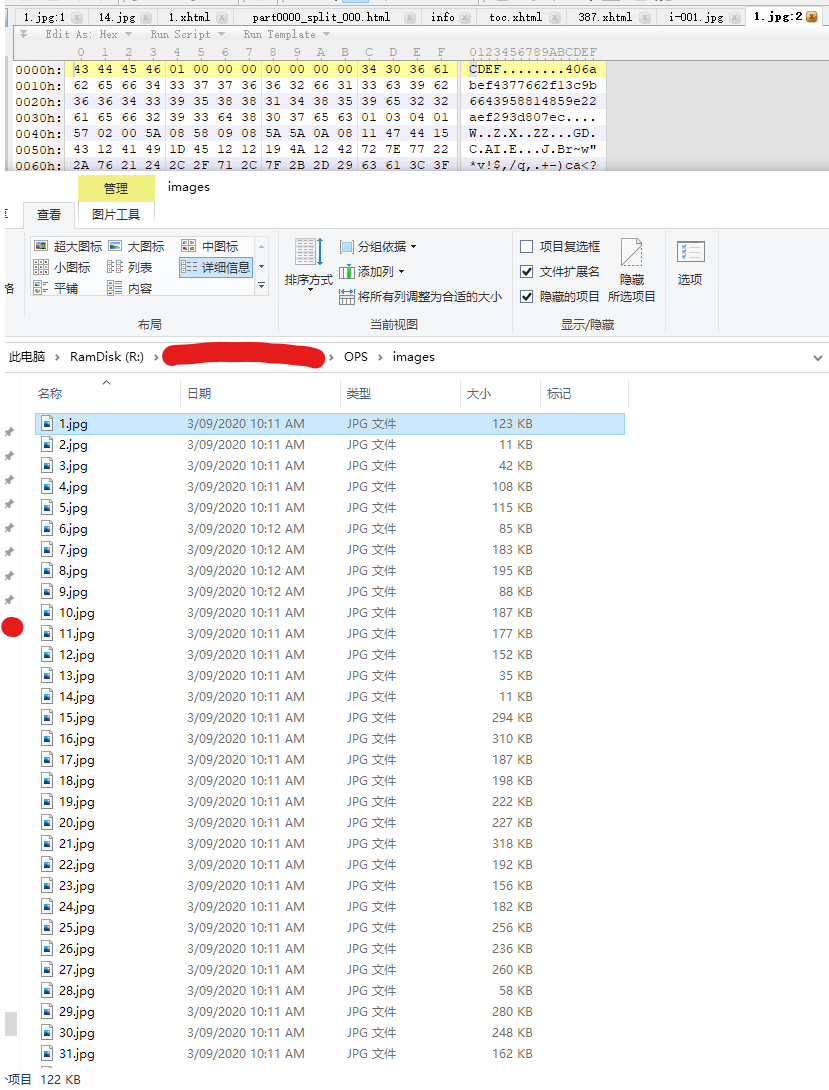 1.jpg:1 14.jpg 1.xhtml part0000_split_000.html info toc.xhtml 387.xhtml i-001.jpg 1.jpg:2
Edit As: Hex Run Script Run Template
0 1 2 3 4 5 6 7 8 9 A B C D E F 0123456789ABCDEF
0000h: 43 44 45 46 01 00 00 00 00 00 00 00 34 30 36 61 CDEF........406a
0010h: 62 65 66 34 33 37 37 36 36 32 66 31 33 63 39 62 bef4377662f13c9b
0020h: 36 36 34 33 39 35 38 38 31 34 38 35 39 65 32 32 6643958814859e22
0030h: 61 65 66 32 39 33 64 38 30 37 65 63 01 03 04 01 aef293d807ec....
0040h: 57 02 00 5A 08 58 09 08 5A 5A 0A 08 11 47 44 15 W..Z.X..ZZ...GD.
0050h: 43 12 41 49 1D 45 12 12 19 4A 12 42 72 7E 77 22 C.AI.E...J.Br~w"
0060h: 2A 76 21 24 2C 2F 71 2C 7F 2B 2D 29 63 61 3C 3F *v!$,/q,.+-)ca<?
管理 images
查看 图片工具
超大图标 大图标 中图标
小图标 列表 详细信息
平铺 内容
布局
排序方式
分组依据
添加列
将所有列调整为合适的大小
当前视图
项目复选框
文件扩展名
隐藏的项目
隐藏
所选项目
显示/隐藏
选项
此电脑 > RamDisk (R:) > > OPS > images
名称 日期 类型 大小 标记
1.jpg 3/09/2020 10:11 AM JPG 文件 123 KB
2.jpg 3/09/2020 10:11 AM JPG 文件 11 KB
3.jpg 3/09/2020 10:11 AM JPG 文件 42 KB
4.jpg 3/09/2020 10:11 AM JPG 文件 108 KB
5.jpg 3/09/2020 10:11 AM JPG 文件 115 KB
6.jpg 3/09/2020 10:12 AM JPG 文件 85 KB
7.jpg 3/09/2020 10:12 AM JPG 文件 183 KB
8.jpg 3/09/2020 10:12 AM JPG 文件 195 KB
9.jpg 3/09/2020 10:12 AM JPG 文件 88 KB
10.jpg 3/09/2020 10:11 AM JPG 文件 187 KB
11.jpg 3/09/2020 10:11 AM JPG 文件 177 KB
12.jpg 3/09/2020 10:11 AM JPG 文件 152 KB
13.jpg 3/09/2020 10:11 AM JPG 文件 35 KB
14.jpg 3/09/2020 10:11 AM JPG 文件 11 KB
15.jpg 3/09/2020 10:11 AM JPG 文件 294 KB
16.jpg 3/09/2020 10:11 AM JPG 文件 310 KB
17.jpg 3/09/2020 10:11 AM JPG 文件 187 KB
18.jpg 3/09/2020 10:11 AM JPG 文件 198 KB
19.jpg 3/09/2020 10:11 AM JPG 文件 222 KB
20.jpg 3/09/2020 10:11 AM JPG 文件 227 KB
21.jpg 3/09/2020 10:11 AM JPG 文件 318 KB
22.jpg 3/09/2020 10:11 AM JPG 文件 192 KB
23.jpg 3/09/2020 10:11 AM JPG 文件 156 KB
24.jpg 3/09/2020 10:11 AM JPG 文件 182 KB
25.jpg 3/09/2020 10:11 AM JPG 文件 256 KB
26.jpg 3/09/2020 10:11 AM JPG 文件 236 KB
27.jpg 3/09/2020 10:11 AM JPG 文件 260 KB
28.jpg 3/09/2020 10:11 AM JPG 文件 58 KB
29.jpg 3/09/2020 10:11 AM JPG 文件 280 KB
30.jpg 3/09/2020 10:11 AM JPG 文件 248 KB
31.jpg 3/09/2020 10:11 AM JPG 文件 162 KB
项目 122 KB